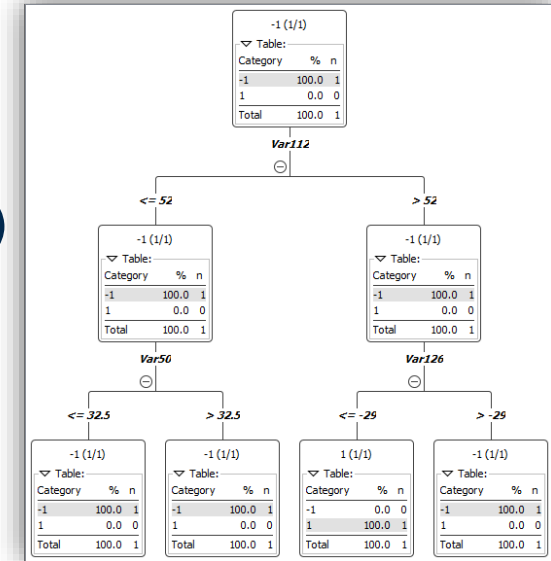 -1 (1/1)
Table:
Category % n
-1 100.0 1
1 0.0 0
Total 100.0 1
Var112
<= 52 > 52
-1 (1/1)
Table:
Category % n
-1 100.0 1
1 0.0 0
Total 100.0 1
-1 (1/1)
Table:
Category % n
-1 100.0 1
1 0.0 0
Total 100.0 1
Var50 Var126
<= 32.5 > 32.5 <= -29 > -29
-1 (1/1)
Table:
Category % n
-1 100.0 1
1 0.0 0
Total 100.0 1
-1 (1/1)
Table:
Category % n
-1 100.0 1
1 0.0 0
Total 100.0 1
1 (1/1)
Table:
Category % n
-1 0.0 0
1 100.0 1
Total 100.0 1
-1 (1/1)
Table:
Category % n
-1 100.0 1
1 0.0 0
Total 100.0 1